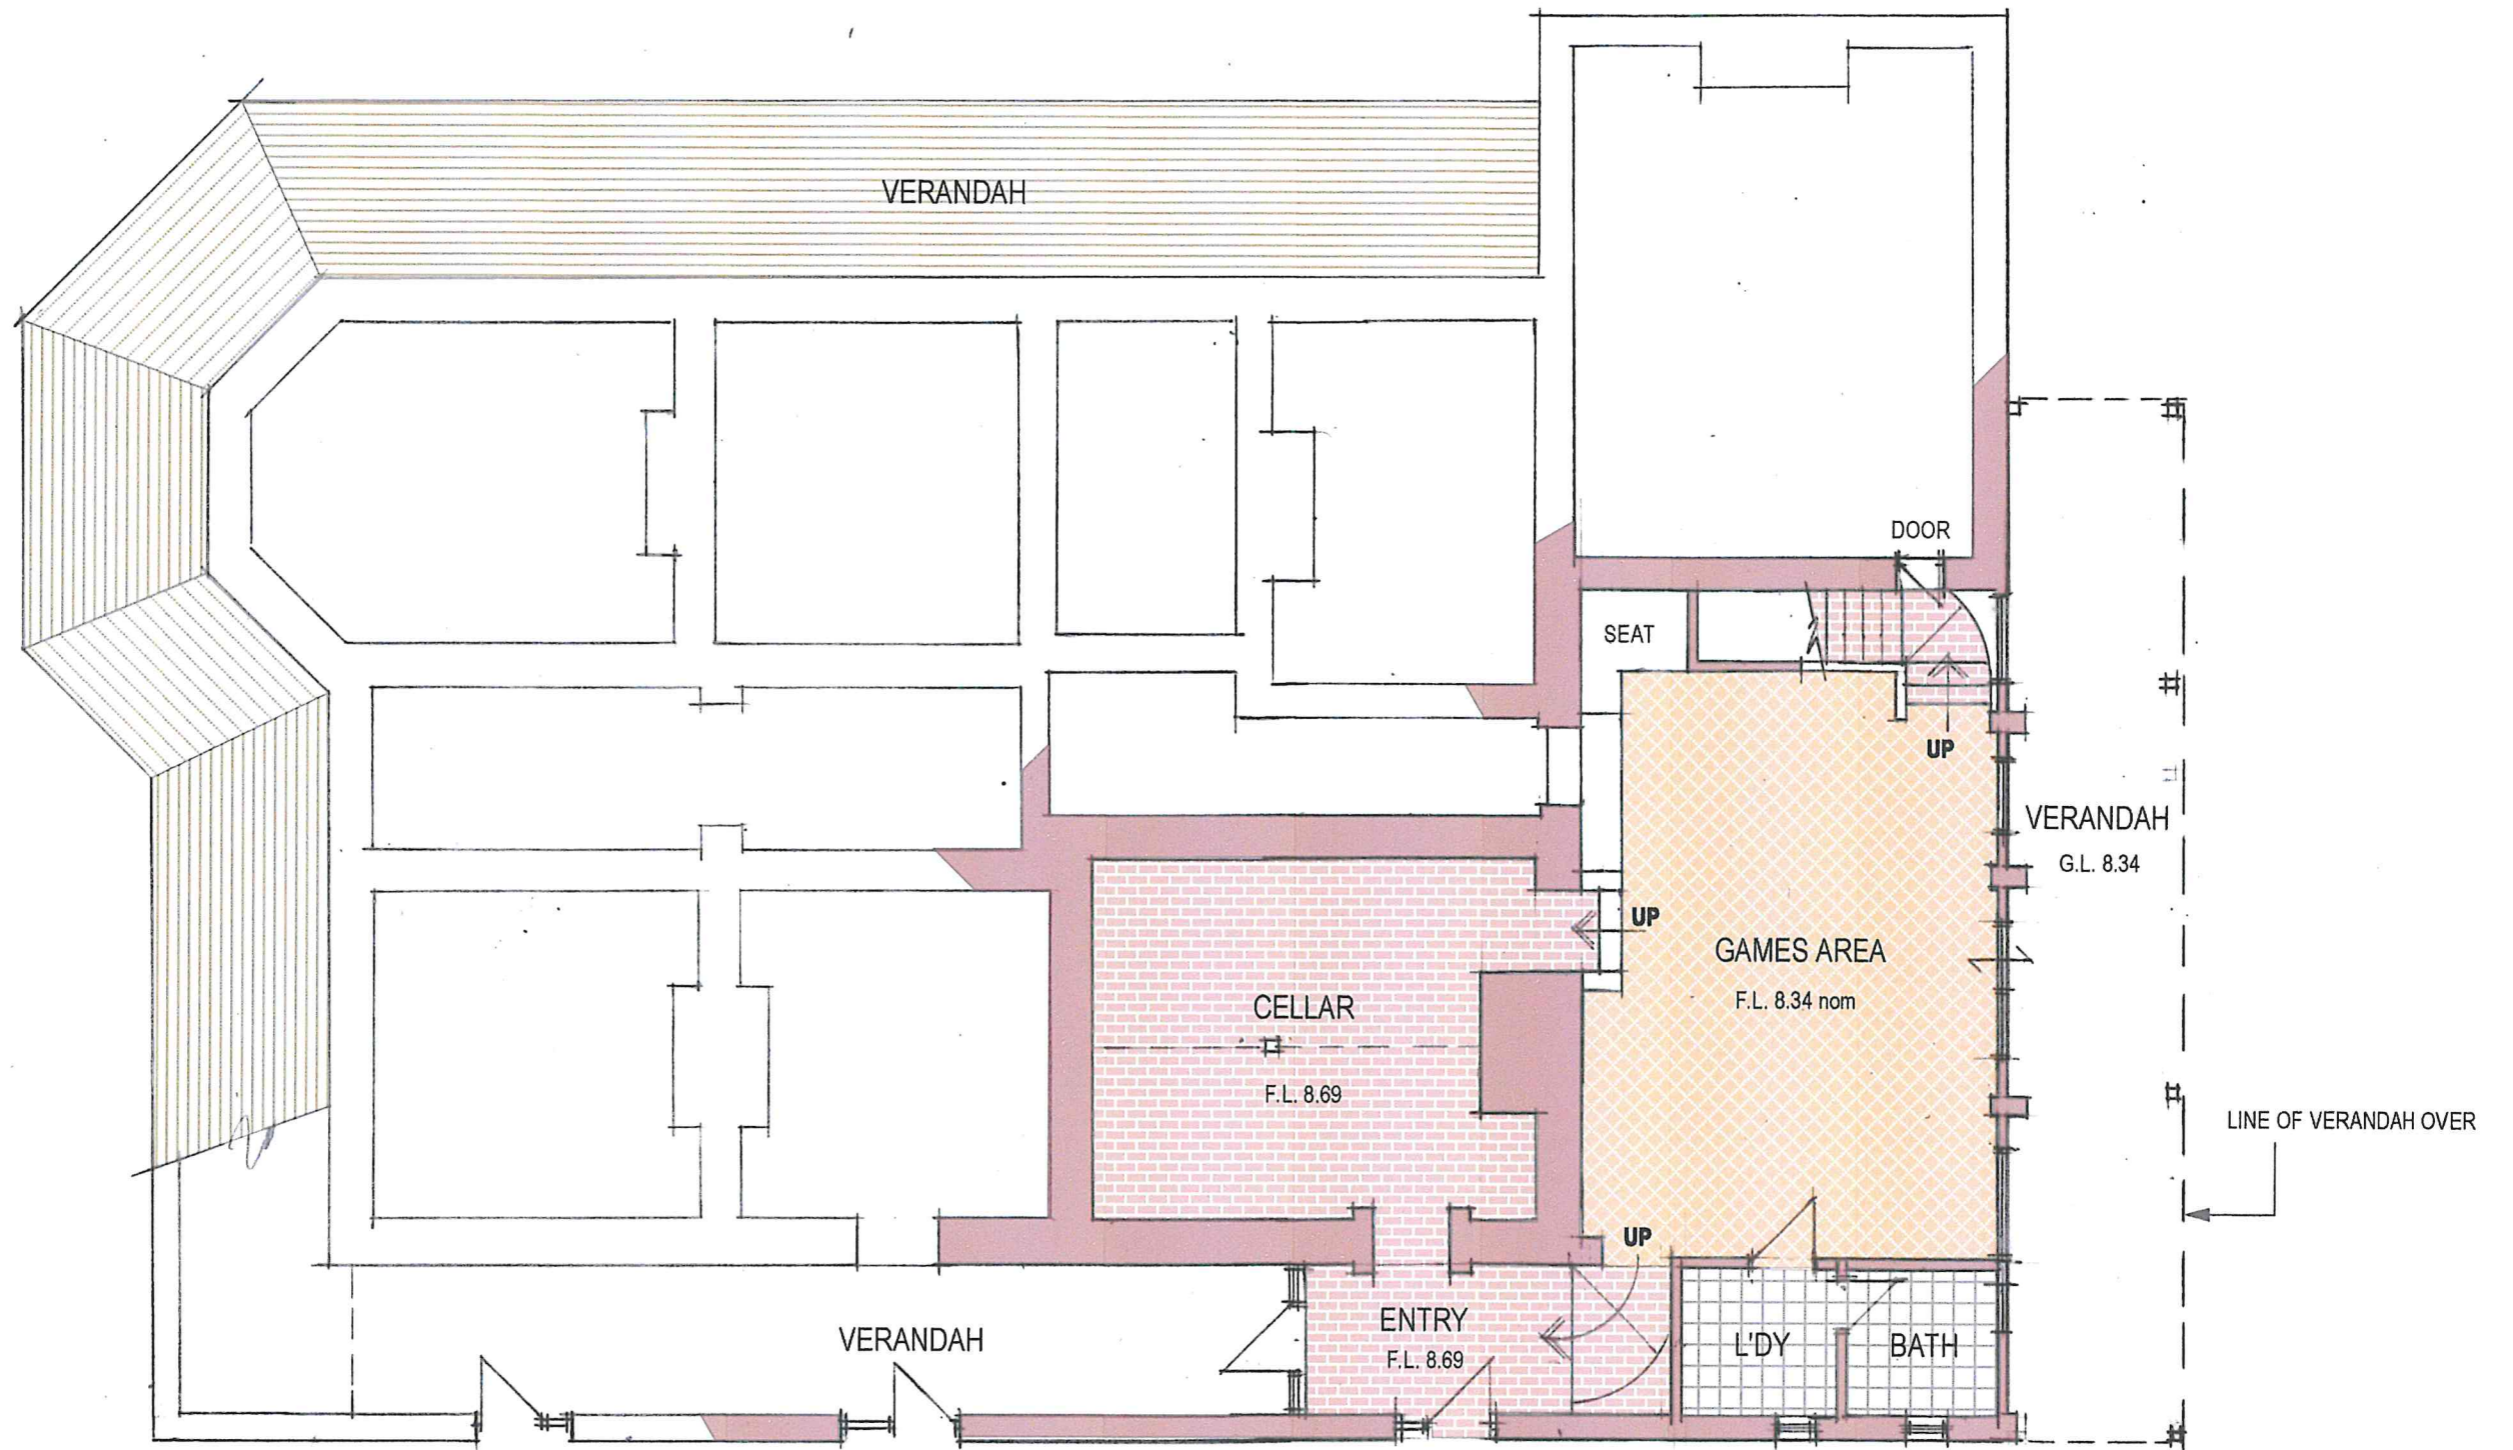 VERANDAH
DOOR
SEAT
UP
VERANDAH
G.L. 8.34
UP
GAMES AREA
F.L. 8.34 nom
CELLAR
F.L. 8.69
LINE OF VERANDAH OVER
UP
ENTRY
F.L. 8.69
VERANDAH
L'DY
BATH